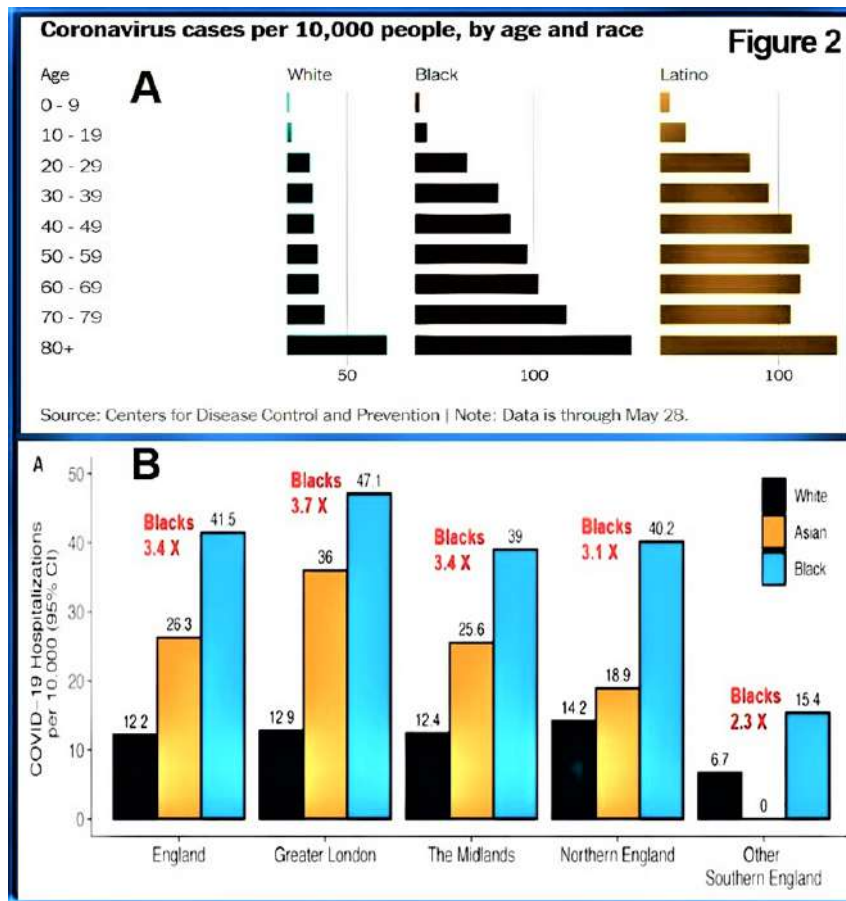 Coronavirus cases per 10,000 people, by age and race
Figure 2
Age
A
White
Black
Latino
0 - 9
10 - 19
20 - 29
30 - 39
40 - 49
50 - 59
60 - 69
70 - 79
80+
50
100
100
Source: Centers for Disease Control and Prevention | Note: Data is through May 28.
A
B
COVID-19 Hospitalizations
per 10,000 (95% CI)
50
40
30
20
10
0
Blacks
3.4 X
Blacks
3.7 X
Blacks
3.4 X
Blacks
3.1 X
Blacks
2.3 X
White
Asian
Black
12 2
26 3
41 5
12 9
36
47 1
12 4
25 6
39
14 2
18 9
40 2
6.7
0
15 4
England
Greater London
The Midlands
Northern England
Other
Southern England